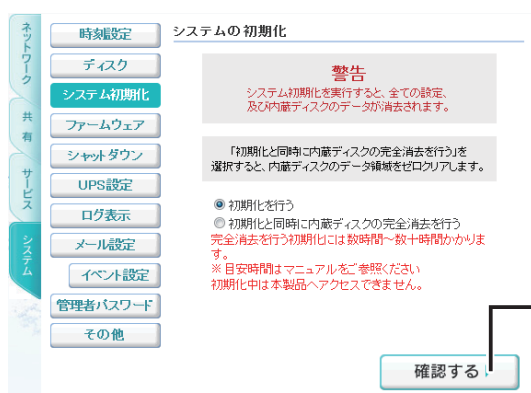 ネットワーク
共有
サービス
システム
時刻設定
ディスク
システム初期化
ファームウェア
シャットダウン
UPS設定
ログ表示
メール設定
イベント設定
管理者パスワード
その他
システムの初期化
警告
システム初期化を実行すると、全ての設定、
及び内蔵ディスクのデータが消去されます。
「初期化と同時に内蔵ディスクの完全消去を行う」を
選択すると、内蔵ディスクのデータ領域をゼロクリアします。
初期化を行う
初期化と同時に内蔵ディスクの完全消去を行う
完全消去を行う初期化には数時間～数十時間かかりま
す。
※目安時間はマニュアルをご参照ください
初期化中は本製品へアクセスできません。
確認する